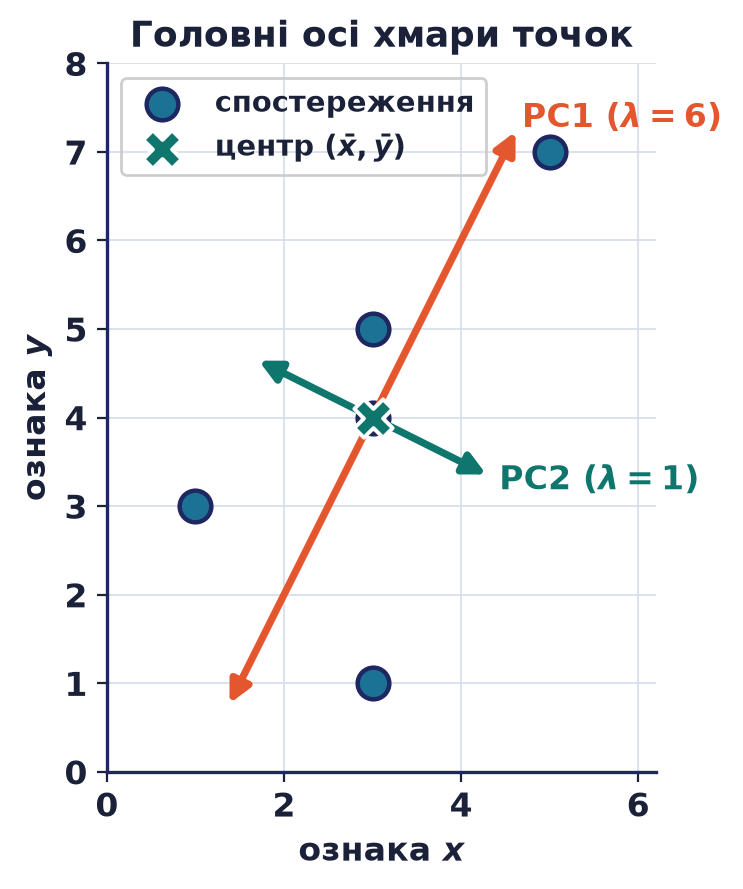 Головні осі хмари точок
спостереження
центр (x̄, ȳ)
PC1 (λ = 6)
PC2 (λ = 1)
ознака y
8
7
6
5
4
3
2
1
0
0 2 4 6
ознака x